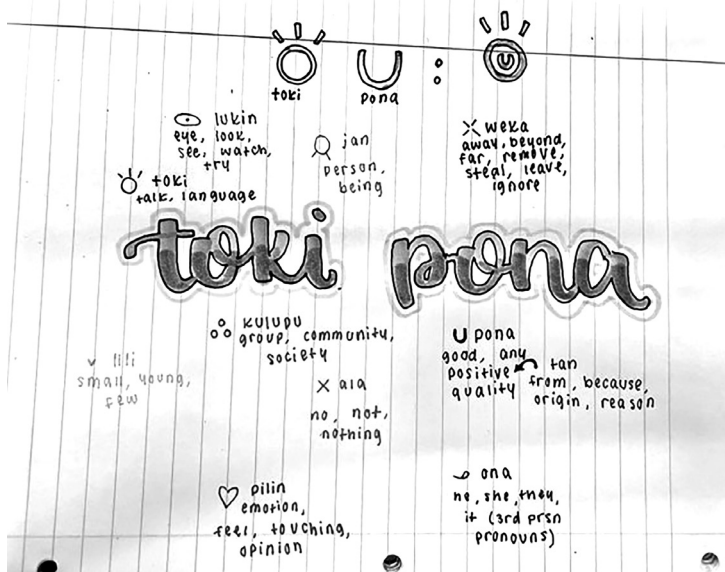 toki
pona
:
lukin
eye, look,
see, watch,
try
jan
person,
being
weka
away, beyond,
far, remove,
steal, leave,
ignore
toki
talk, language
toki pona
kulupu
group, community,
society
lili
small, young,
few
ala
no, not,
nothing
pona
good, any
positive
quality
tan
from, because,
origin, reason
pilin
emotion,
feel, touching,
opinion
ona
he, she, they,
it (3rd prsn
pronouns)